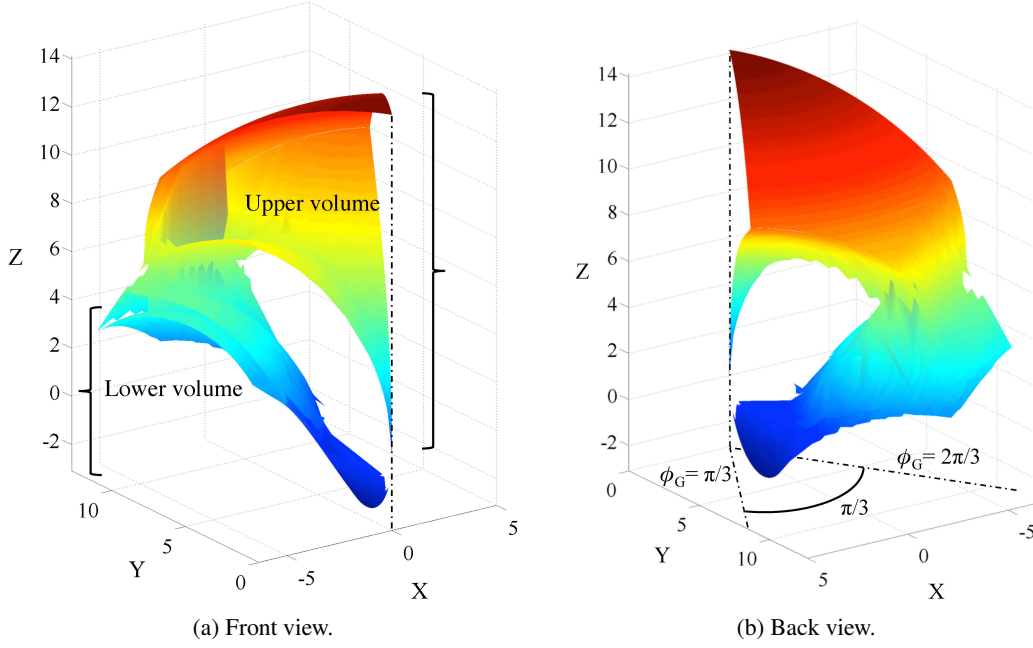 14
12
10
8
6
4
2
0
-2
Z
Upper volume
Lower volume
10
5
0
Y
-5
0
5
X
(a) Front view.
14
12
10
8
6
4
2
0
-2
Z
ϕG= π/3
ϕG= 2π/3
π/3
0
5
10
Y
5
0
-5
X
(b) Back view.